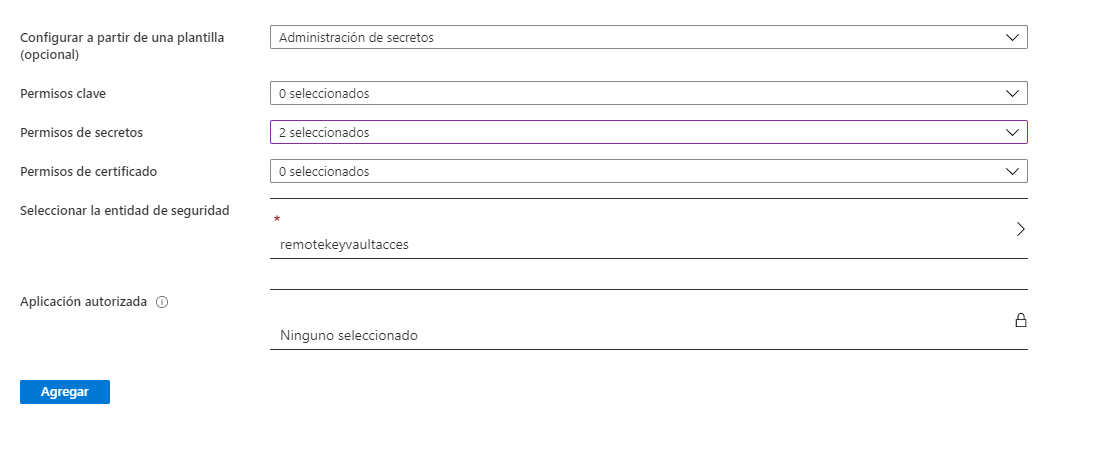 Configurar a partir de una plantilla
(opcional)
Administración de secretos
Permisos clave
0 seleccionados
Permisos de secretos
2 seleccionados
Permisos de certificado
0 seleccionados
Seleccionar la entidad de seguridad
*
remotekeyvaultacces
Aplicación autorizada
Ninguno seleccionado
Agregar